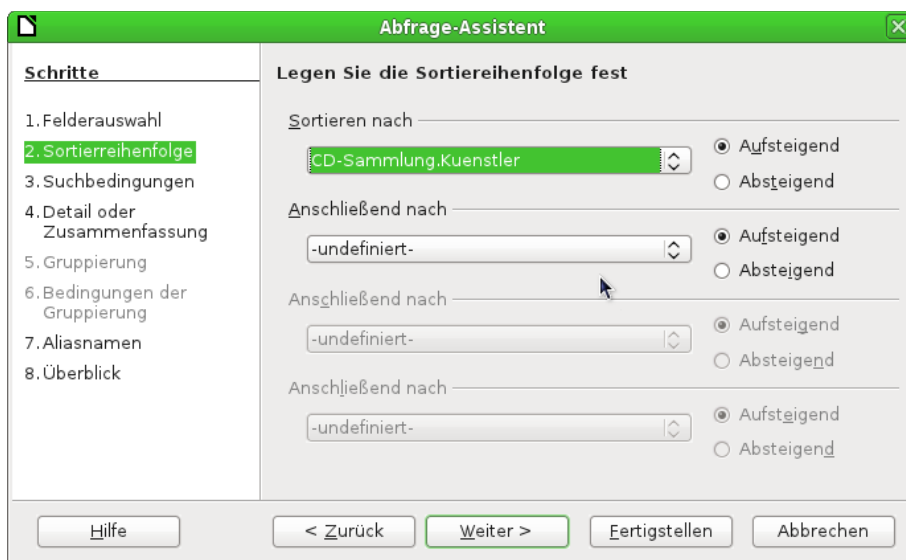 Abfrage-Assistent
Schritte
1. Felderauswahl
2. Sortierreihenfolge
3. Suchbedingungen
4. Detail oder
Zusammenfassung
5. Gruppierung
6. Bedingungen der
Gruppierung
7. Aliasnamen
8. Überblick
Legen Sie die Sortiereihenfolge fest
Sortieren nach
CD-Sammlung.Kuenstler
Aufsteigend
Absteigend
Anschließend nach
-undefiniert-
Aufsteigend
Absteigend
Anschließend nach
-undefiniert-
Aufsteigend
Absteigend
Anschließend nach
-undefiniert-
Aufsteigend
Absteigend
Hilfe
< Zurück
Weiter >
Fertigstellen
Abbrechen